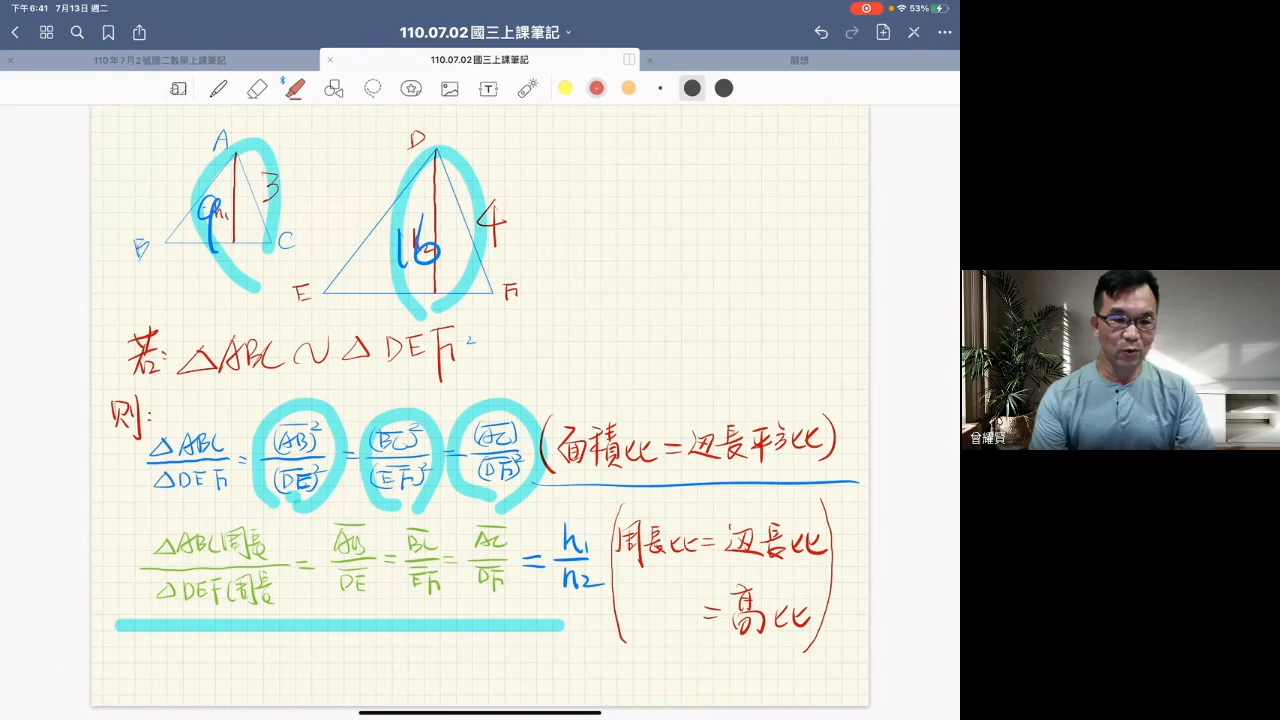 下午6:41 7月13日 週二
53%
110.07.02國三上課筆記
110年7月2號國二數學上課筆記
110.07.02國三上課筆記
簡想
A
D
3
9
h₁
4
16
B
C
E
F
若: △ABC ~ △DEF
則:
△ABC/△DEF = (AB)²/(DE)² = (BC)²/(EF)² = (AC)/(DF)² (面積比=边長平方比)
△ABC周長/△DEF周長 = AB/DE = BC/EF = AC/DF = h₁/h₂ (周長比=边長比
=高比)
曾耀賢